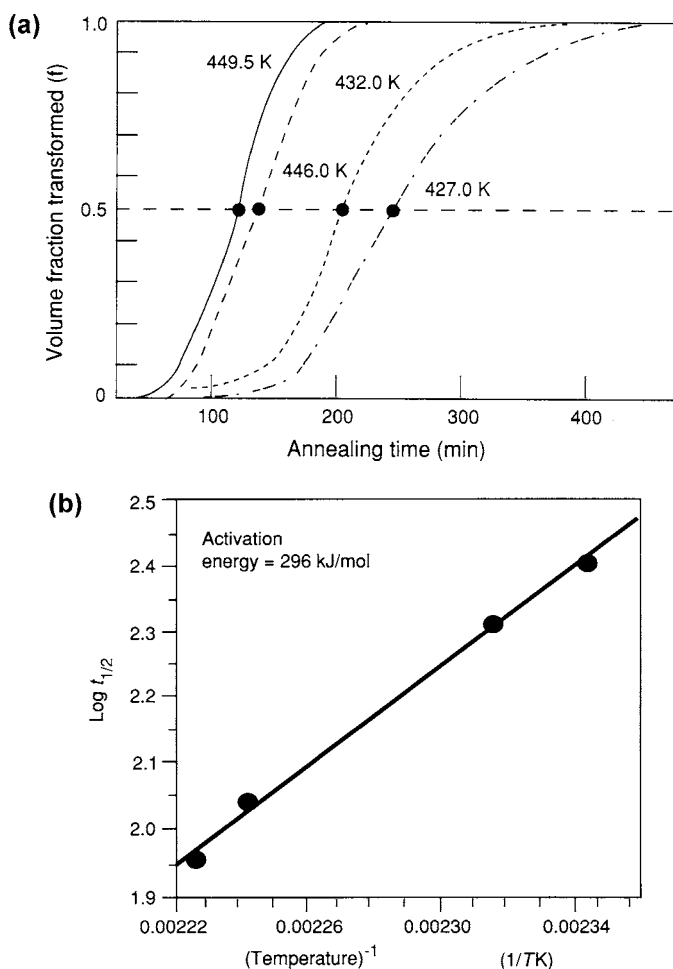 (a)
1.0
449.5 K
432.0 K
446.0 K
427.0 K
0.5
0
Volume fraction transformed (f)
100 200 300 400
Annealing time (min)
(b)
2.5
Activation
energy = 296 kJ/mol
2.4
2.3
2.2
2.1
2.0
1.9
Log t1/2
0.00222 0.00226 0.00230 0.00234
(Temperature)-1 (1/TK)